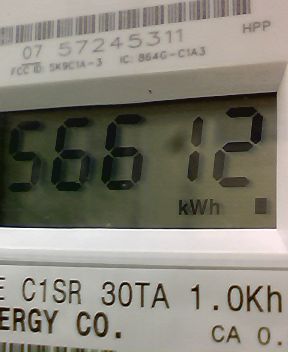 07 57245311
HPP
FCC ID: SK9C1A-3 IC: 864G-C1A3
56612
kWh
E C1SR 30TA 1.0Kh
ERGY CO.
CA 0.